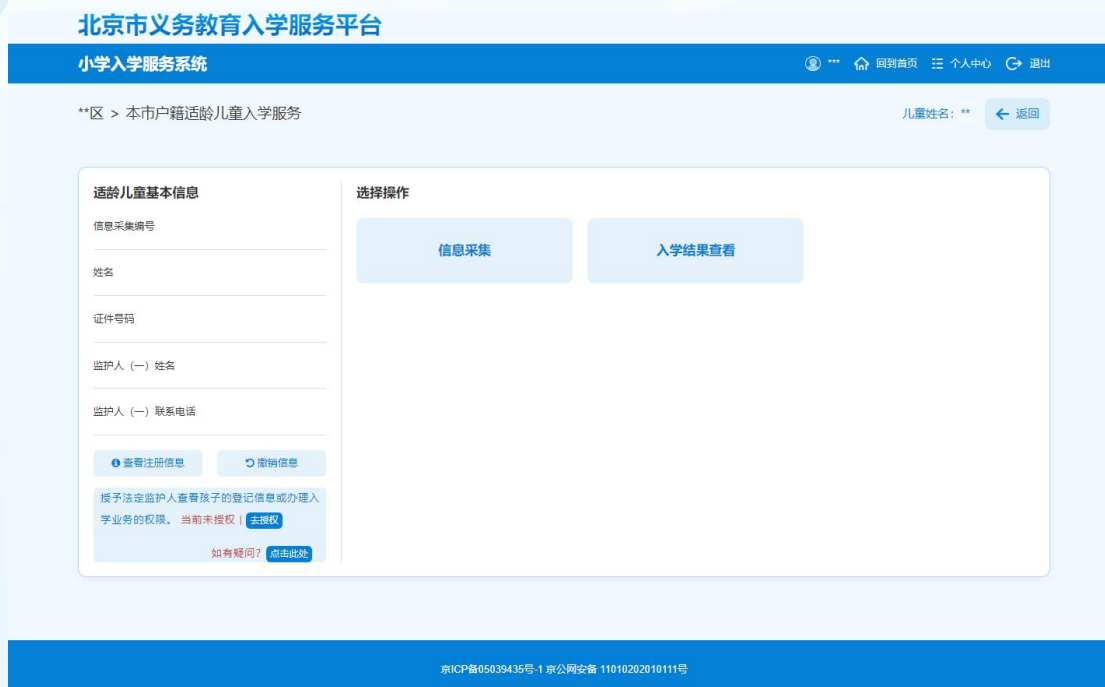 北京市义务教育入学服务平台
小学入学服务系统
*** 回到首页 个人中心 退出
**区 > 本市户籍适龄儿童入学服务
儿童姓名：** 返回
适龄儿童基本信息
信息采集编号
姓名
证件号码
监护人（一）姓名
监护人（一）联系电话
查看注册信息 撤销信息
授予法定监护人查看孩子的登记信息或办理入
学业务的权限。 当前未授权 | 去授权
如有疑问？ 点击此处
选择操作
信息采集 入学结果查看
京ICP备05039435号-1 京公网安备 11010202010111号